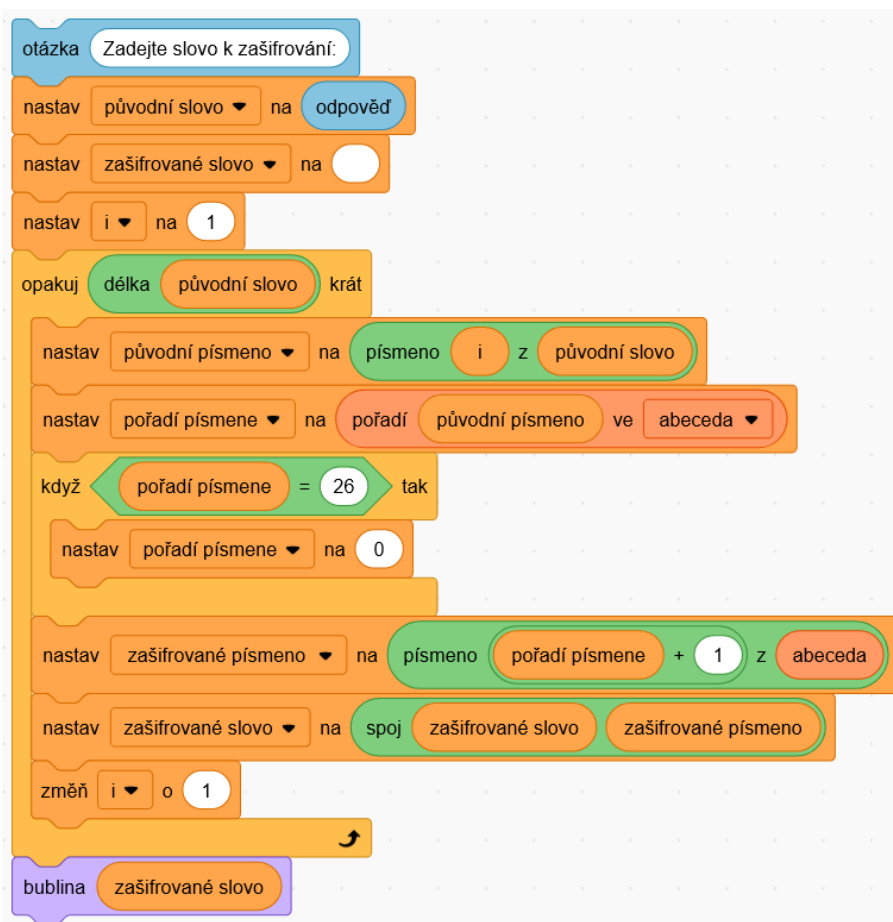 otázka Zadejte slovo k zašifrování:
nastav původní slovo na odpověď
nastav zašifrované slovo na
nastav i na 1
opakuj délka původní slovo krát
nastav původní písmeno na písmeno i z původní slovo
nastav pořadí písmene na pořadí původní písmeno ve abeceda
když pořadí písmene = 26 tak
nastav pořadí písmene na 0
nastav zašifrované písmeno na písmeno pořadí písmene + 1 z abeceda
nastav zašifrované slovo na spoj zašifrované slovo zašifrované písmeno
změň i o 1
bublina zašifrované slovo